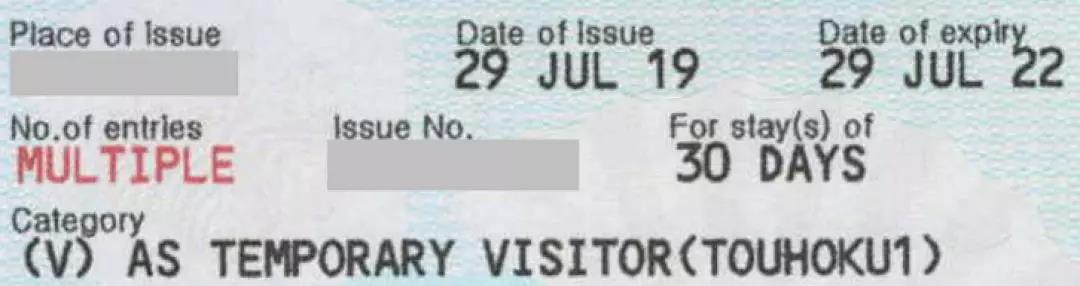 Place of Issue Date of Issue Date of expiry
29 JUL 19 29 JUL 22
No.of entries Issue No. For stay(s) of
MULTIPLE 30 DAYS
Category
(V) AS TEMPORARY VISITOR(TOUHOKU1)